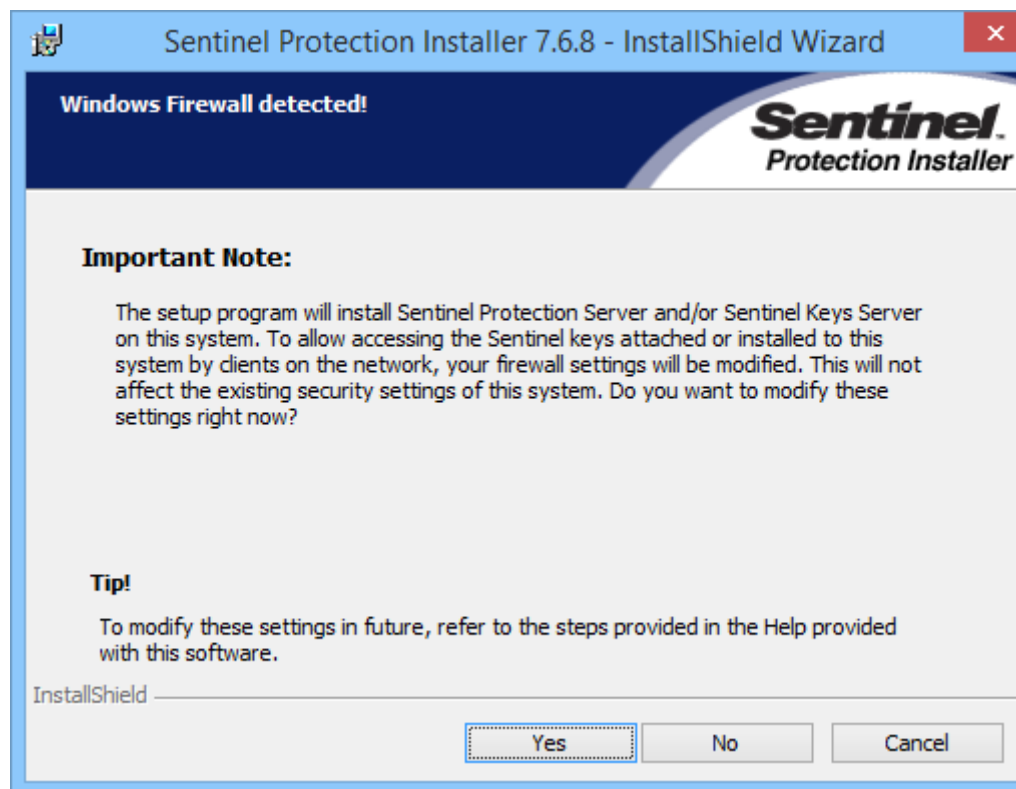 Sentinel Protection Installer 7.6.8 - InstallShield Wizard
Windows Firewall detected!
Sentinel™
Protection Installer
Important Note:
The setup program will install Sentinel Protection Server and/or Sentinel Keys Server
on this system. To allow accessing the Sentinel keys attached or installed to this
system by clients on the network, your firewall settings will be modified. This will not
affect the existing security settings of this system. Do you want to modify these
settings right now?
Tip!
To modify these settings in future, refer to the steps provided in the Help provided
with this software.
InstallShield
Yes
No
Cancel